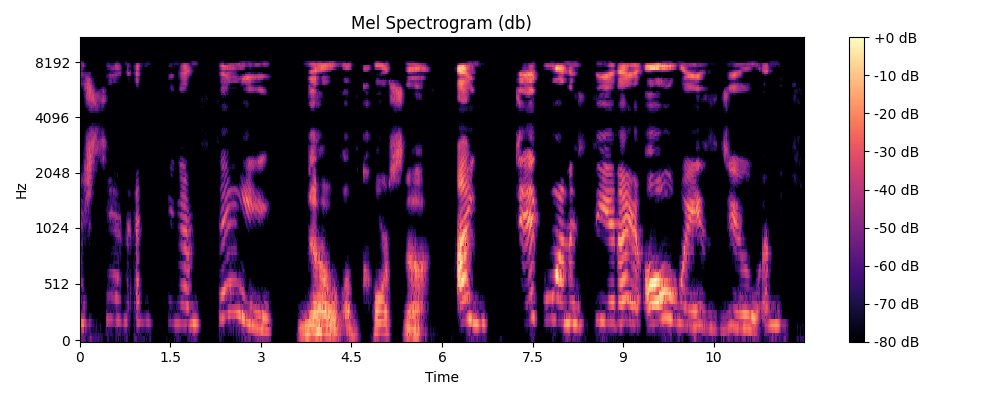 Mel Spectrogram (db)
+0 dB
8192
-10 dB
4096
-20 dB
2048
-30 dB
Hz
-40 dB
1024
-50 dB
512
-60 dB
-70 dB
0
-80 dB
0 1.5 3 4.5 6 7.5 9 10
Time